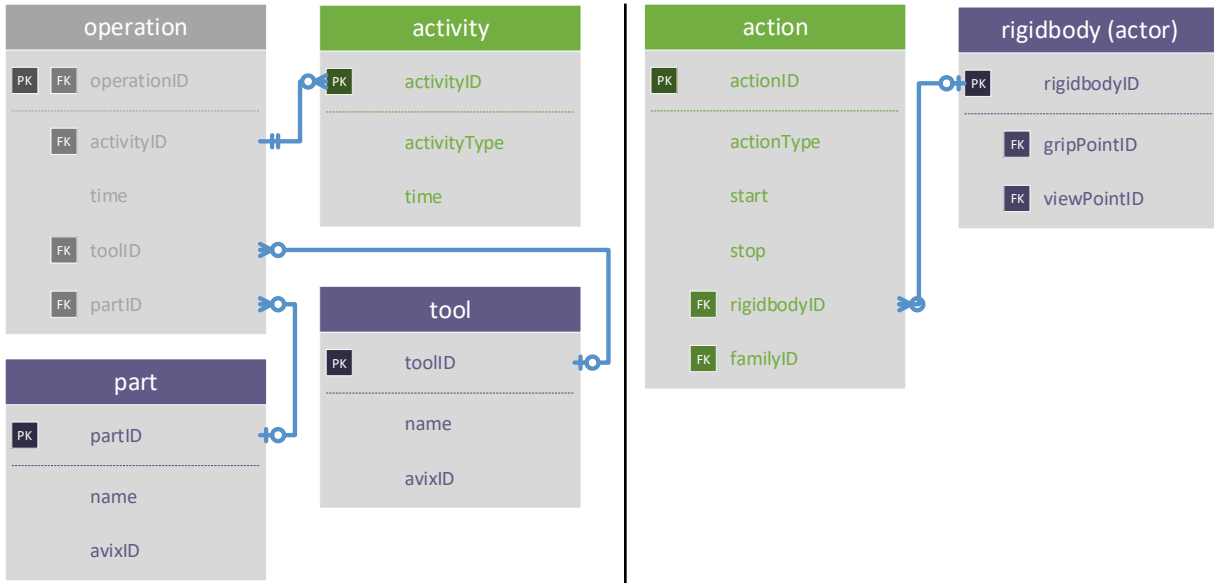 operation
PK FK operationID
FK activityID
time
FK toolID
FK partID
activity
PK activityID
activityType
time
part
PK partID
name
avixID
tool
PK toolID
name
avixID
action
PK actionID
actionType
start
stop
FK rigidbodyID
FK familyID
rigidbody (actor)
PK rigidbodyID
FK gripPointID
FK viewPointID